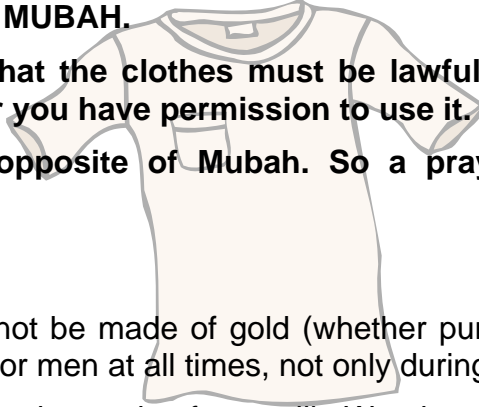 MUBAH.
hat the clothes must be lawful
you have permission to use it.
opposite of Mubah. So a pray
not be made of gold (whether pur
or men at all times, not only during